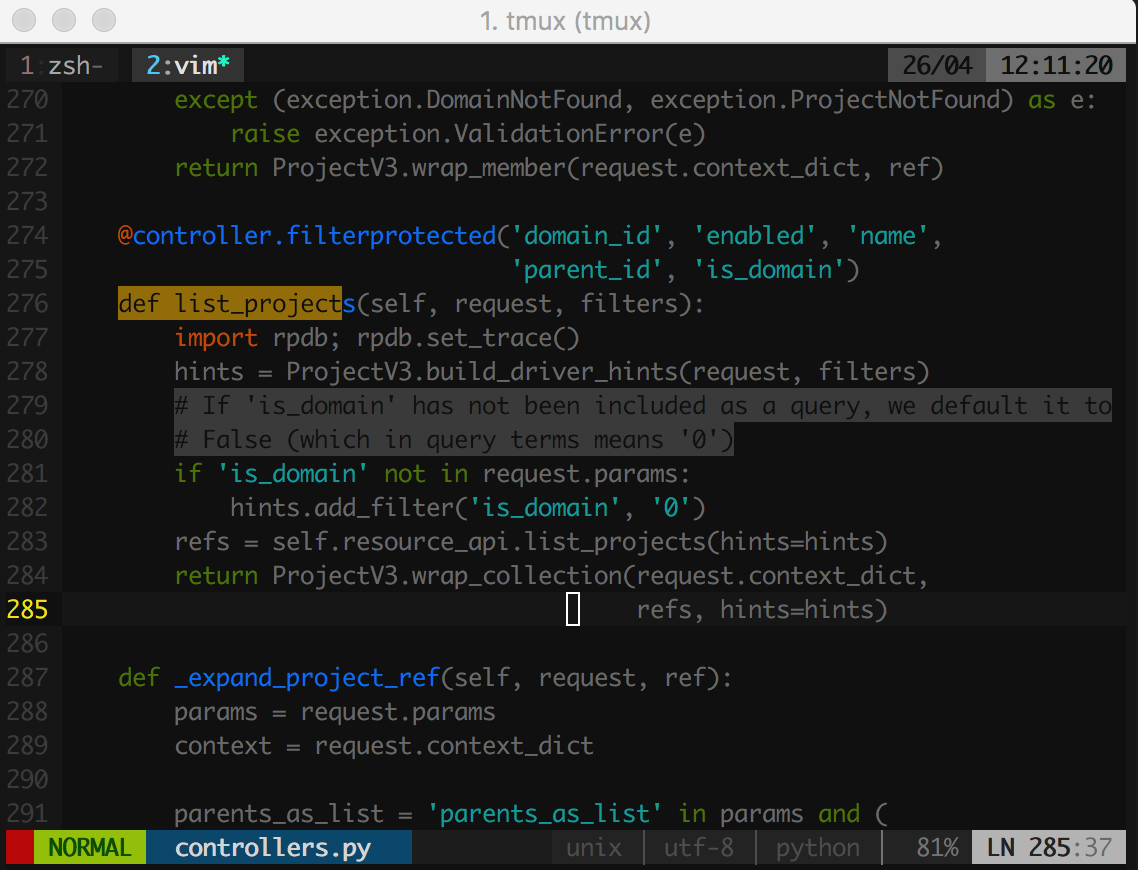 1. tmux (tmux)
1:zsh- 2:vim* 26/04 12:11:20
270         except (exception.DomainNotFound, exception.ProjectNotFound) as e:
271             raise exception.ValidationError(e)
272         return ProjectV3.wrap_member(request.context_dict, ref)
273
274     @controller.filterprotected('domain_id', 'enabled', 'name',
275                                 'parent_id', 'is_domain')
276     def list_projects(self, request, filters):
277         import rpdb; rpdb.set_trace()
278         hints = ProjectV3.build_driver_hints(request, filters)
279         # If 'is_domain' has not been included as a query, we default it to
280         # False (which in query terms means '0')
281         if 'is_domain' not in request.params:
282             hints.add_filter('is_domain', '0')
283         refs = self.resource_api.list_projects(hints=hints)
284         return ProjectV3.wrap_collection(request.context_dict,
285                                          refs, hints=hints)
286
287     def _expand_project_ref(self, request, ref):
288         params = request.params
289         context = request.context_dict
290
291         parents_as_list = 'parents_as_list' in params and (
NORMAL controllers.py unix utf-8 python 81% LN 285:37